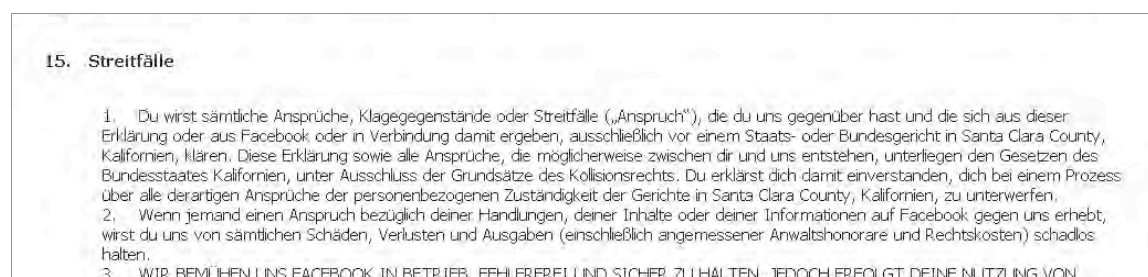 15. Streitfälle
1. Du wirst sämtliche Ansprüche, Klagegegenstände oder Streitfälle („Anspruch“), die du uns gegenüber hast und die sich aus dieser
Erklärung oder aus Facebook oder in Verbindung damit ergeben, ausschließlich vor einem Staats- oder Bundesgericht in Santa Clara County,
Kalifornien, klären. Diese Erklärung sowie alle Ansprüche, die möglicherweise zwischen dir und uns entstehen, unterliegen den Gesetzen des
Bundesstaates Kalifornien, unter Ausschluss der Grundsätze des Kollisionsrechts. Du erklärst dich damit einverstanden, dich bei einem Prozess
über alle derartigen Ansprüche der personenbezogenen Zuständigkeit der Gerichte in Santa Clara County, Kalifornien, zu unterwerfen.
2. Wenn jemand einen Anspruch bezüglich deiner Handlungen, deiner Inhalte oder deiner Informationen auf Facebook gegen uns erhebt,
wirst du uns von sämtlichen Schäden, Verlusten und Ausgaben (einschließlich angemessener Anwaltshonorare und Rechtskosten) schadlos
halten.
3. WIR BEMÜHEN UNS FACEBOOK IN BETRIEB, FEHLERFREI UND SICHER ZU HALTEN, JEDOCH ERFOLGT DEINE NUTZUNG VON